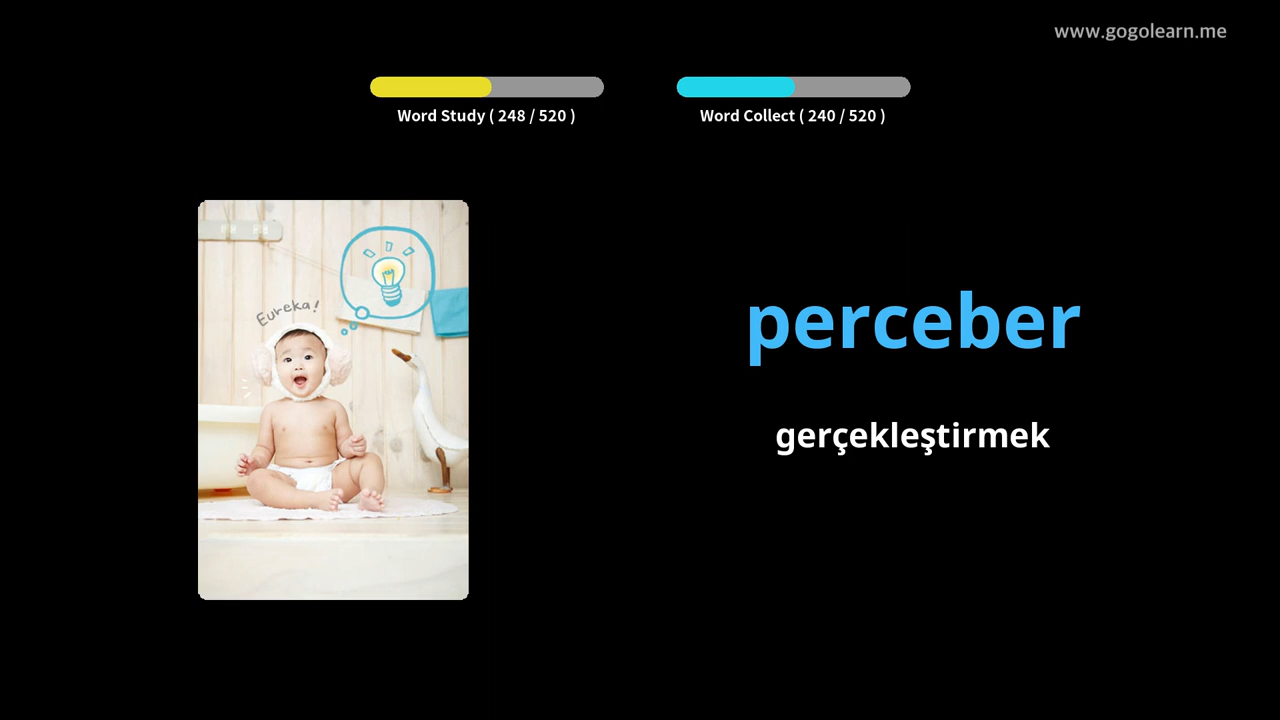 www.gogolearn.me
Word Study ( 248 / 520 )
Word Collect ( 240 / 520 )
Eureka!
perceber
gerçekleştirmek